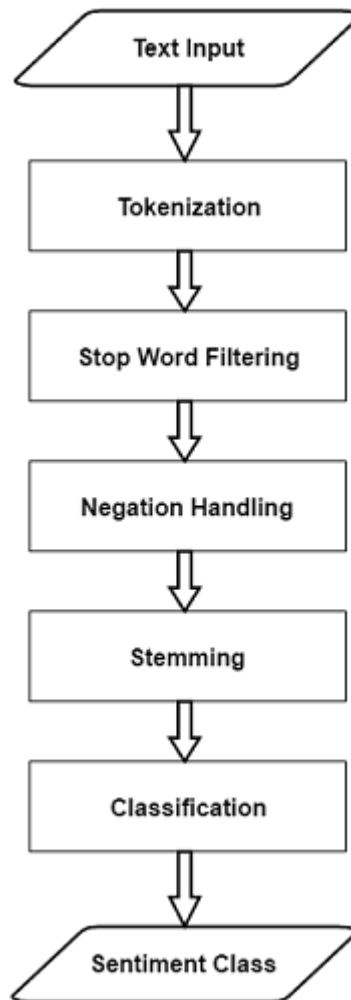 Text Input
Tokenization
Stop Word Filtering
Negation Handling
Stemming
Classification
Sentiment Class